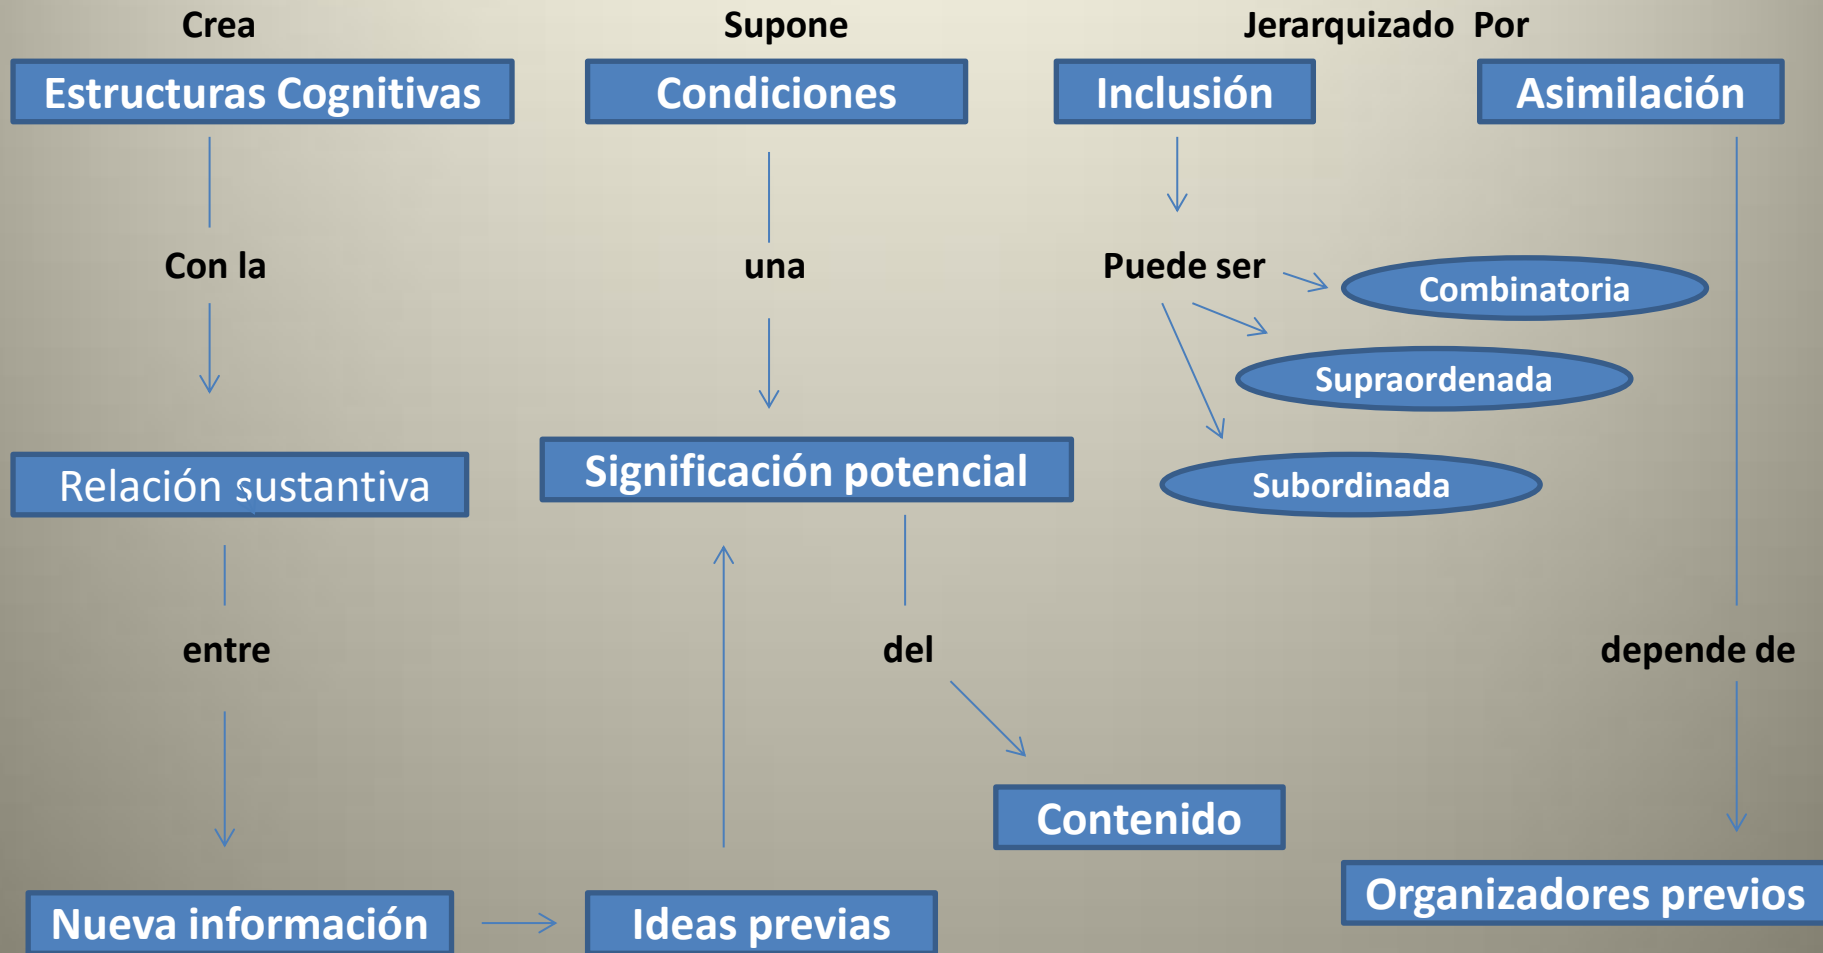 Crea
Supone
Jerarquizado Por
Estructuras Cognitivas
Condiciones
Inclusión
Asimilación
Con la
una
Puede ser
Combinatoria
Supraordenada
Relación sustantiva
Significación potencial
Subordinada
entre
del
depende de
Contenido
Organizadores previos
Nueva información
Ideas previas